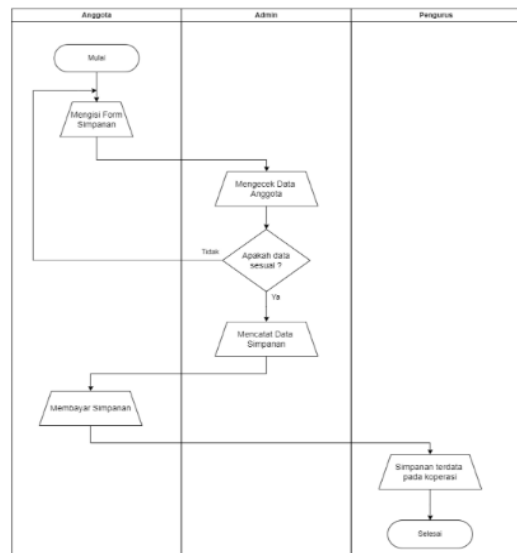 Anggota
Admin
Pengurus
Mulai
Mengisi Form
Simpanan
Mengecek Data
Anggota
Tidak
Apakah data
sesuai ?
Ya
Mencatat Data
Simpanan
Membayar Simpanan
Simpanan terdata
pada koperasi
Selesai